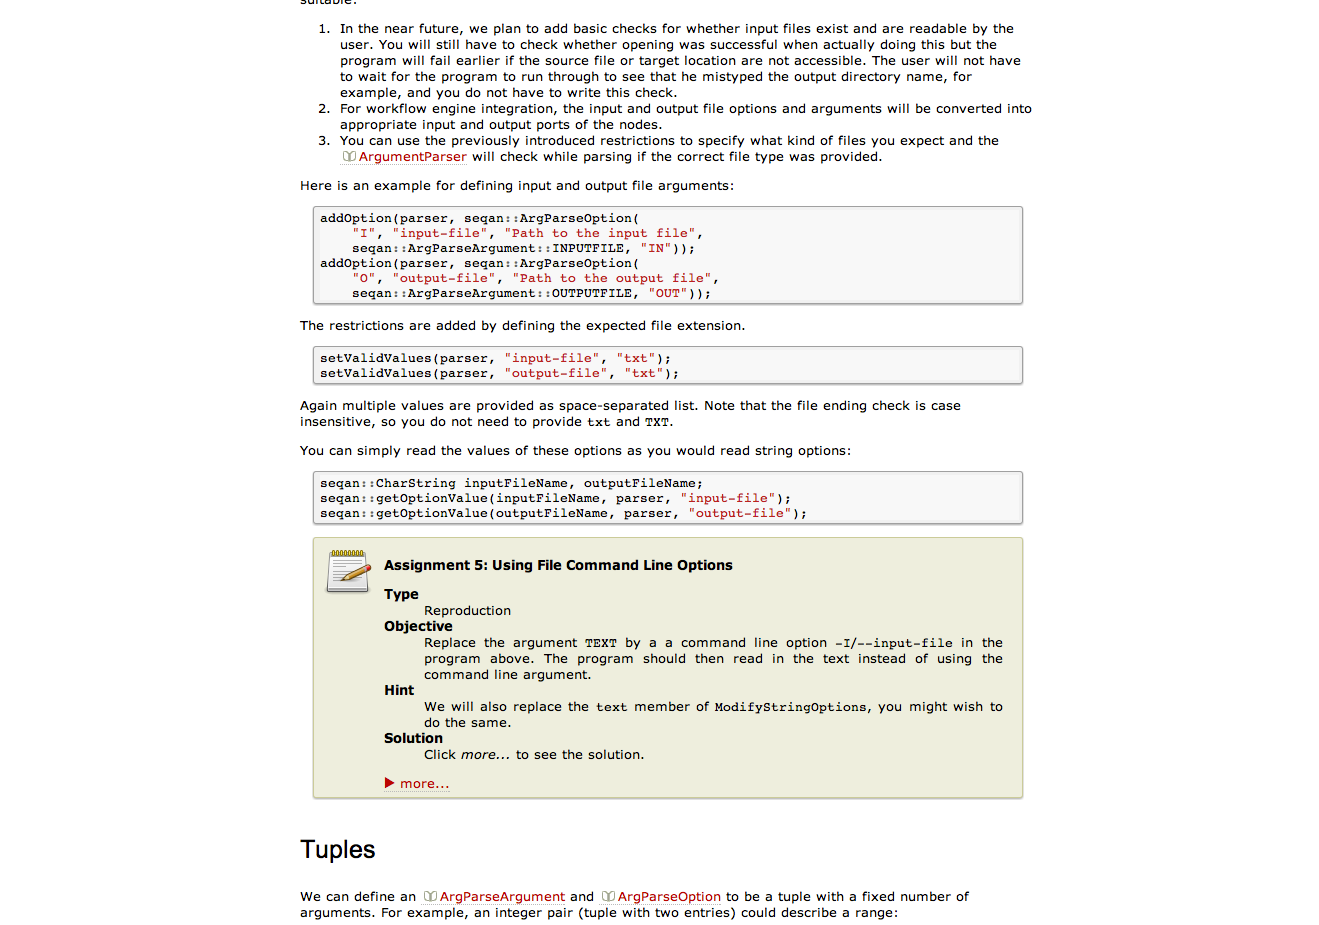 suitable:
1. In the near future, we plan to add basic checks for whether input files exist and are readable by the
user. You will still have to check whether opening was successful when actually doing this but the
program will fail earlier if the source file or target location are not accessible. The user will not have
to wait for the program to run through to see that he mistyped the output directory name, for
example, and you do not have to write this check.
2. For workflow engine integration, the input and output file options and arguments will be converted into
appropriate input and output ports of the nodes.
3. You can use the previously introduced restrictions to specify what kind of files you expect and the
ArgumentParser will check while parsing if the correct file type was provided.
Here is an example for defining input and output file arguments:
addOption(parser, seqan::ArgParseOption(
    "I", "input-file", "Path to the input file",
    seqan::ArgParseArgument::INPUTFILE, "IN"));
addOption(parser, seqan::ArgParseOption(
    "O", "output-file", "Path to the output file",
    seqan::ArgParseArgument::OUTPUTFILE, "OUT"));
The restrictions are added by defining the expected file extension.
setValidValues(parser, "input-file", "txt");
setValidValues(parser, "output-file", "txt");
Again multiple values are provided as space-separated list. Note that the file ending check is case
insensitive, so you do not need to provide txt and TXT.
You can simply read the values of these options as you would read string options:
seqan::CharString inputFileName, outputFileName;
seqan::getOptionValue(inputFileName, parser, "input-file");
seqan::getOptionValue(outputFileName, parser, "output-file");
Assignment 5: Using File Command Line Options
Type
Reproduction
Objective
Replace the argument TEXT by a a command line option -I/--input-file in the
program above. The program should then read in the text instead of using the
command line argument.
Hint
We will also replace the text member of ModifyStringOptions, you might wish to
do the same.
Solution
Click more... to see the solution.
more...
Tuples
We can define an ArgParseArgument and ArgParseOption to be a tuple with a fixed number of
arguments. For example, an integer pair (tuple with two entries) could describe a range: